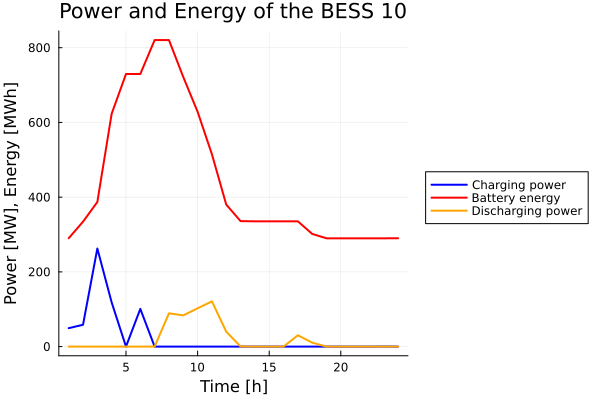 Power and Energy of the BESS 10
Power [MW], Energy [MWh]
800
600
400
200
0
5
10
15
20
Time [h]
Charging power
Battery energy
Discharging power